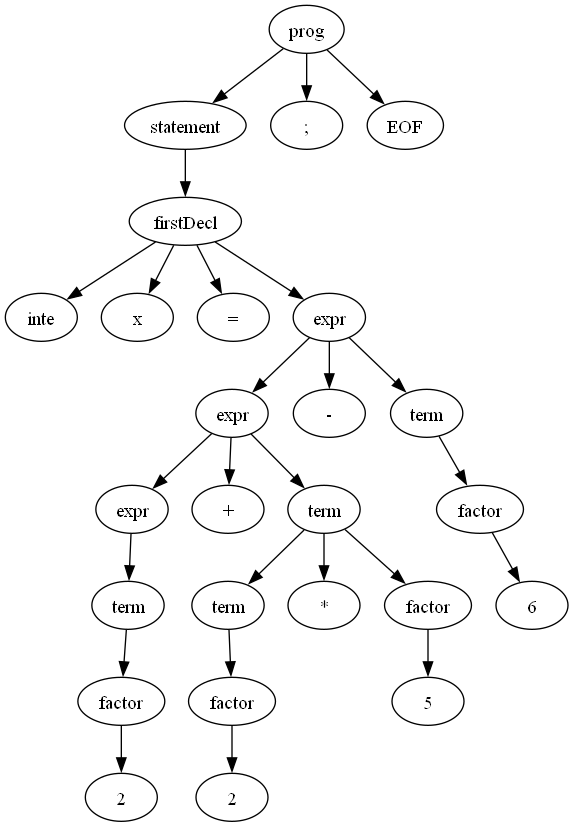 prog
statement ; EOF
firstDecl
inte x = expr
expr - term
expr + term factor
term term * factor 6
factor factor 5
2 2